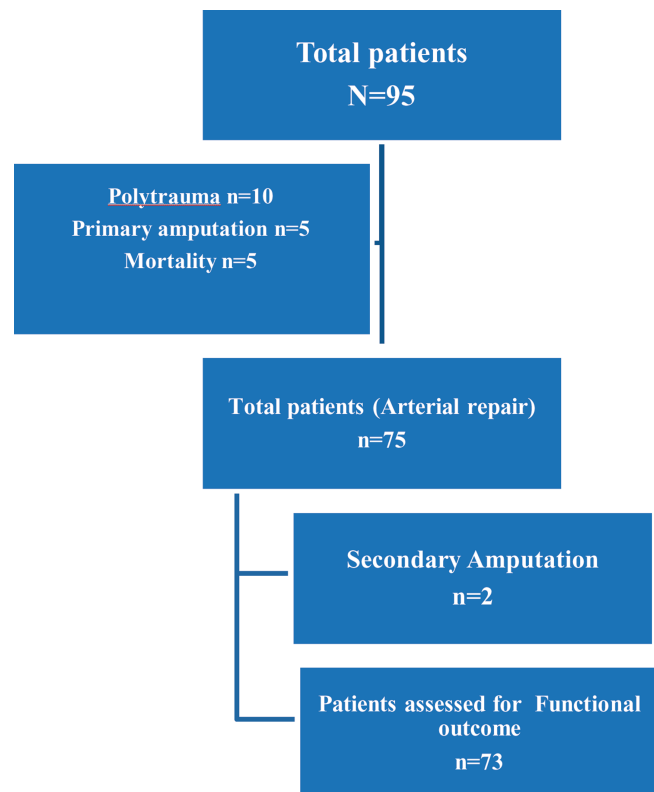 Total patients
N=95
Polytrauma n=10
Primary amputation n=5
Mortality n=5
Total patients (Arterial repair)
n=75
Secondary Amputation
n=2
Patients assessed for Functional
outcome
n=73